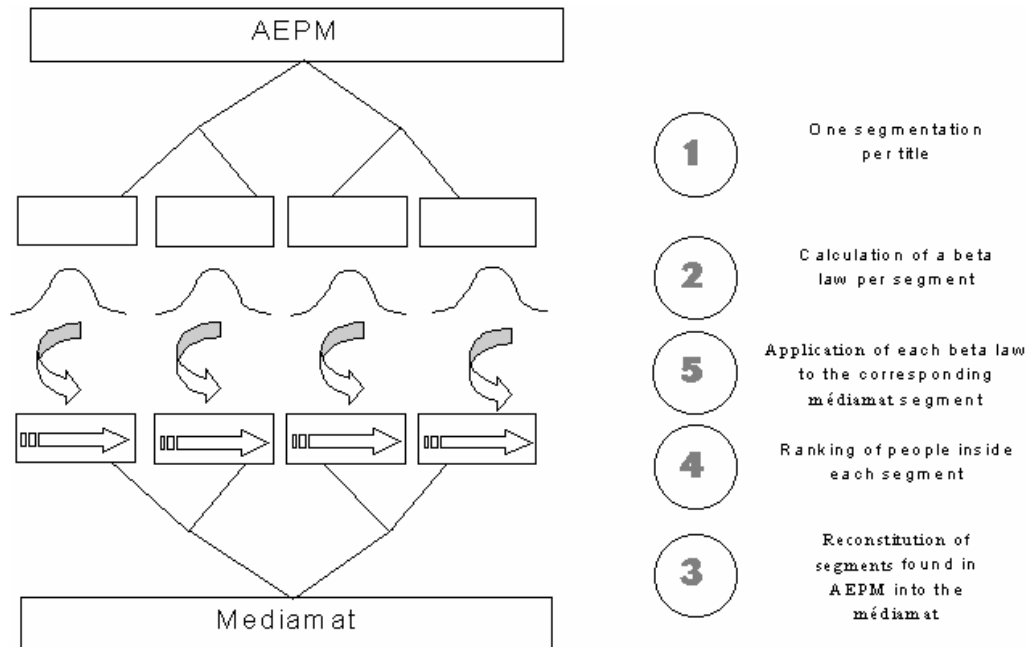 AEPM
1
One segmentation
per title
2
Calculation of a beta
law per segment
5
Application of each beta law
to the corresponding
médiamat segment
4
Ranking of people inside
each segment
3
Reconstitution of
segments found in
AEPM into the
médiamat
Mediamat